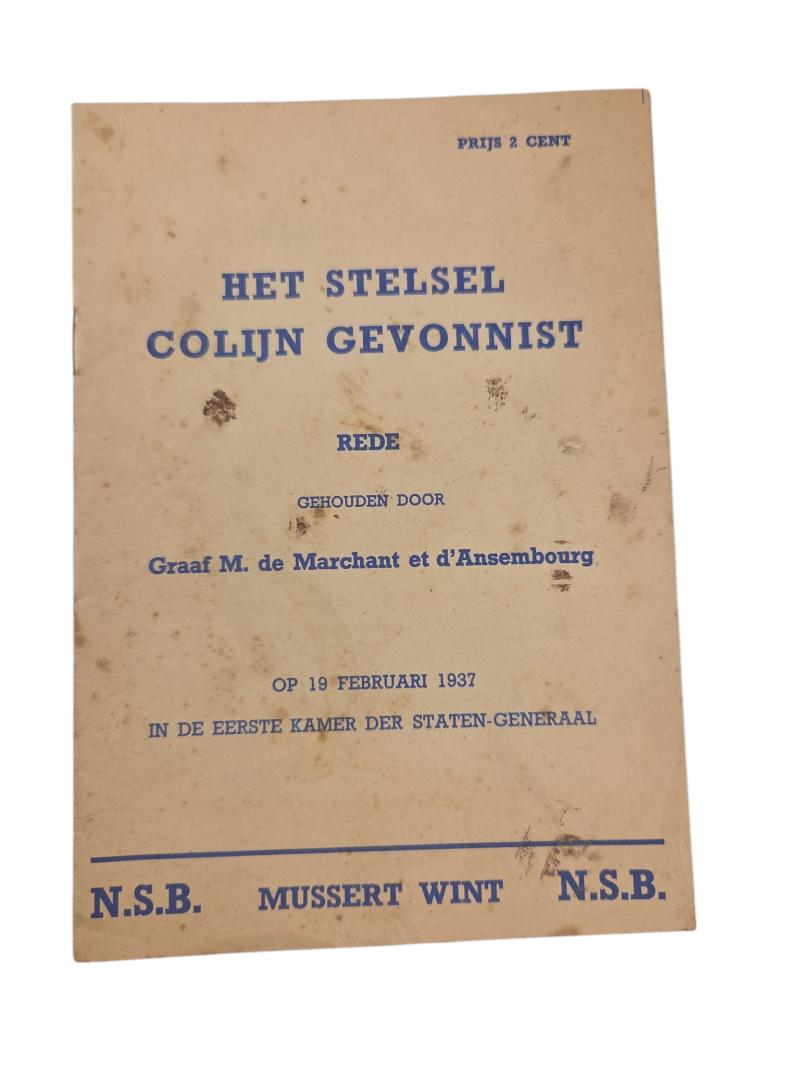 PRIJS 2 CENT
HET STELSEL
COLIJN GEVONNIST
REDE
GEHOUDEN DOOR
Graaf M. de Marchant et d'Ansembourg
OP 19 FEBRUARI 1937
IN DE EERSTE KAMER DER STATEN-GENERAAL
N.S.B. MUSSERT WINT N.S.B.